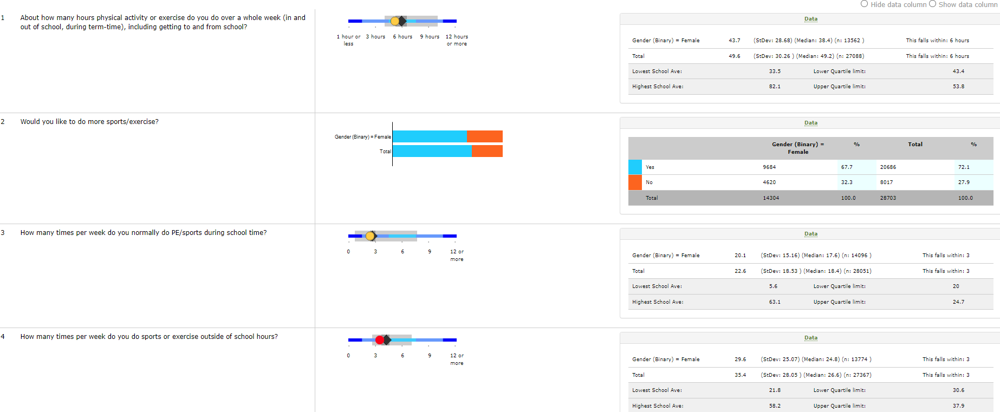 Hide data column Show data column
1 About how many hours physical activity or exercise do you do over a whole week (in and
out of school, during term-time), including getting to and from school?
1 hour or 3 hours 6 hours 9 hours 12 hours
less or more
Data
Gender (Binary) = Female 43.7 (StDev: 28.68) (Median: 38.4) (n: 13562 ) This falls within: 6 hours
Total 49.6 (StDev: 30.26 ) (Median: 49.2) (n: 27088) This falls within: 6 hours
Lowest School Ave: 33.5 Lower Quartile limit: 43.4
Highest School Ave: 82.1 Upper Quartile limit: 53.8
2 Would you like to do more sports/exercise?
Gender (Binary) = Female
Total
Data
Gender (Binary) = % Total %
Female
Yes 9684 67.7 20686 72.1
No 4620 32.3 8017 27.9
Total 14304 100.0 28703 100.0
3 How many times per week do you normally do PE/sports during school time?
0 3 6 9 12 or
more
Data
Gender (Binary) = Female 20.1 (StDev: 15.16) (Median: 17.6) (n: 14096 ) This falls within: 3
Total 22.6 (StDev: 18.53 ) (Median: 18.4) (n: 28051) This falls within: 3
Lowest School Ave: 5.6 Lower Quartile limit: 20
Highest School Ave: 63.1 Upper Quartile limit: 24.7
4 How many times per week do you do sports or exercise outside of school hours?
0 3 6 9 12 or
more
Data
Gender (Binary) = Female 29.6 (StDev: 25.07) (Median: 24.8) (n: 13774 ) This falls within: 3
Total 35.4 (StDev: 28.05 ) (Median: 26.6) (n: 27367) This falls within: 3
Lowest School Ave: 21.8 Lower Quartile limit: 30.6
Highest School Ave: 58.2 Upper Quartile limit: 37.9